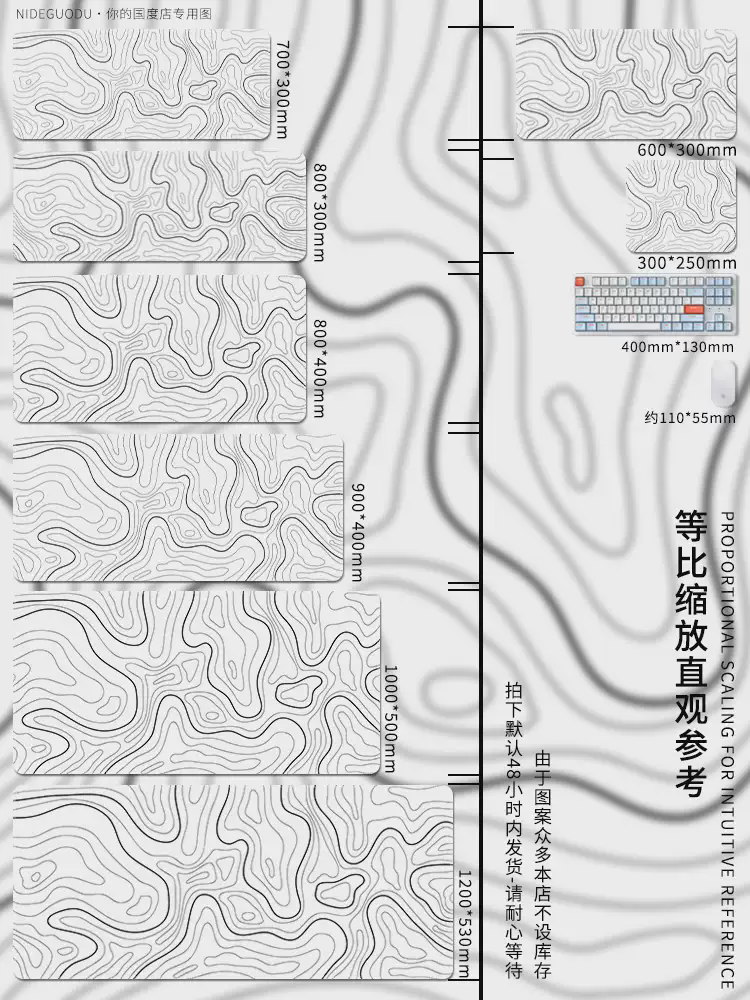 NIDEGUODU · 你的国度店专用图
700*300mm
800*300mm
800*400mm
900*400mm
1000*500mm
1200*530mm
600*300mm
300*250mm
400mm*130mm
约110*55mm
等比缩放直观参考
PROPORTIONAL SCALING FOR INTUITIVE REFERENCE
由于图案众多本店不设库存
拍下默认48小时内发货-请耐心等待